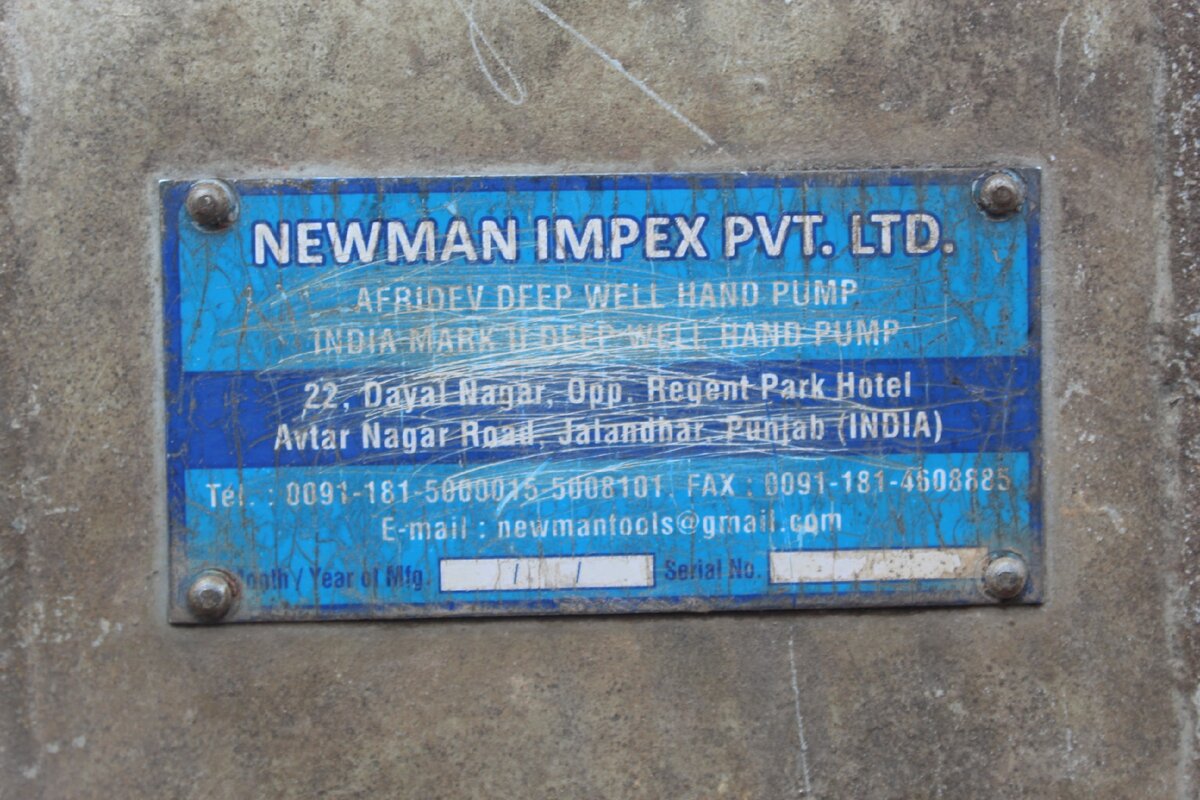 NEWMAN IMPEX PVT. LTD.
AFRIDEV DEEP WELL HAND PUMP
INDIA MARK II DEEP WELL HAND PUMP
22, Dayal Nagar, Opp. Regent Park Hotel
Avtar Nagar Road, Jalandhar, Punjab (INDIA)
Tel. : 0091-181-5000015, 5008101, FAX : 0091-181-4608885
E-mail : newmantools@gmail.com
Month / Year of Mfg. / / Serial No.